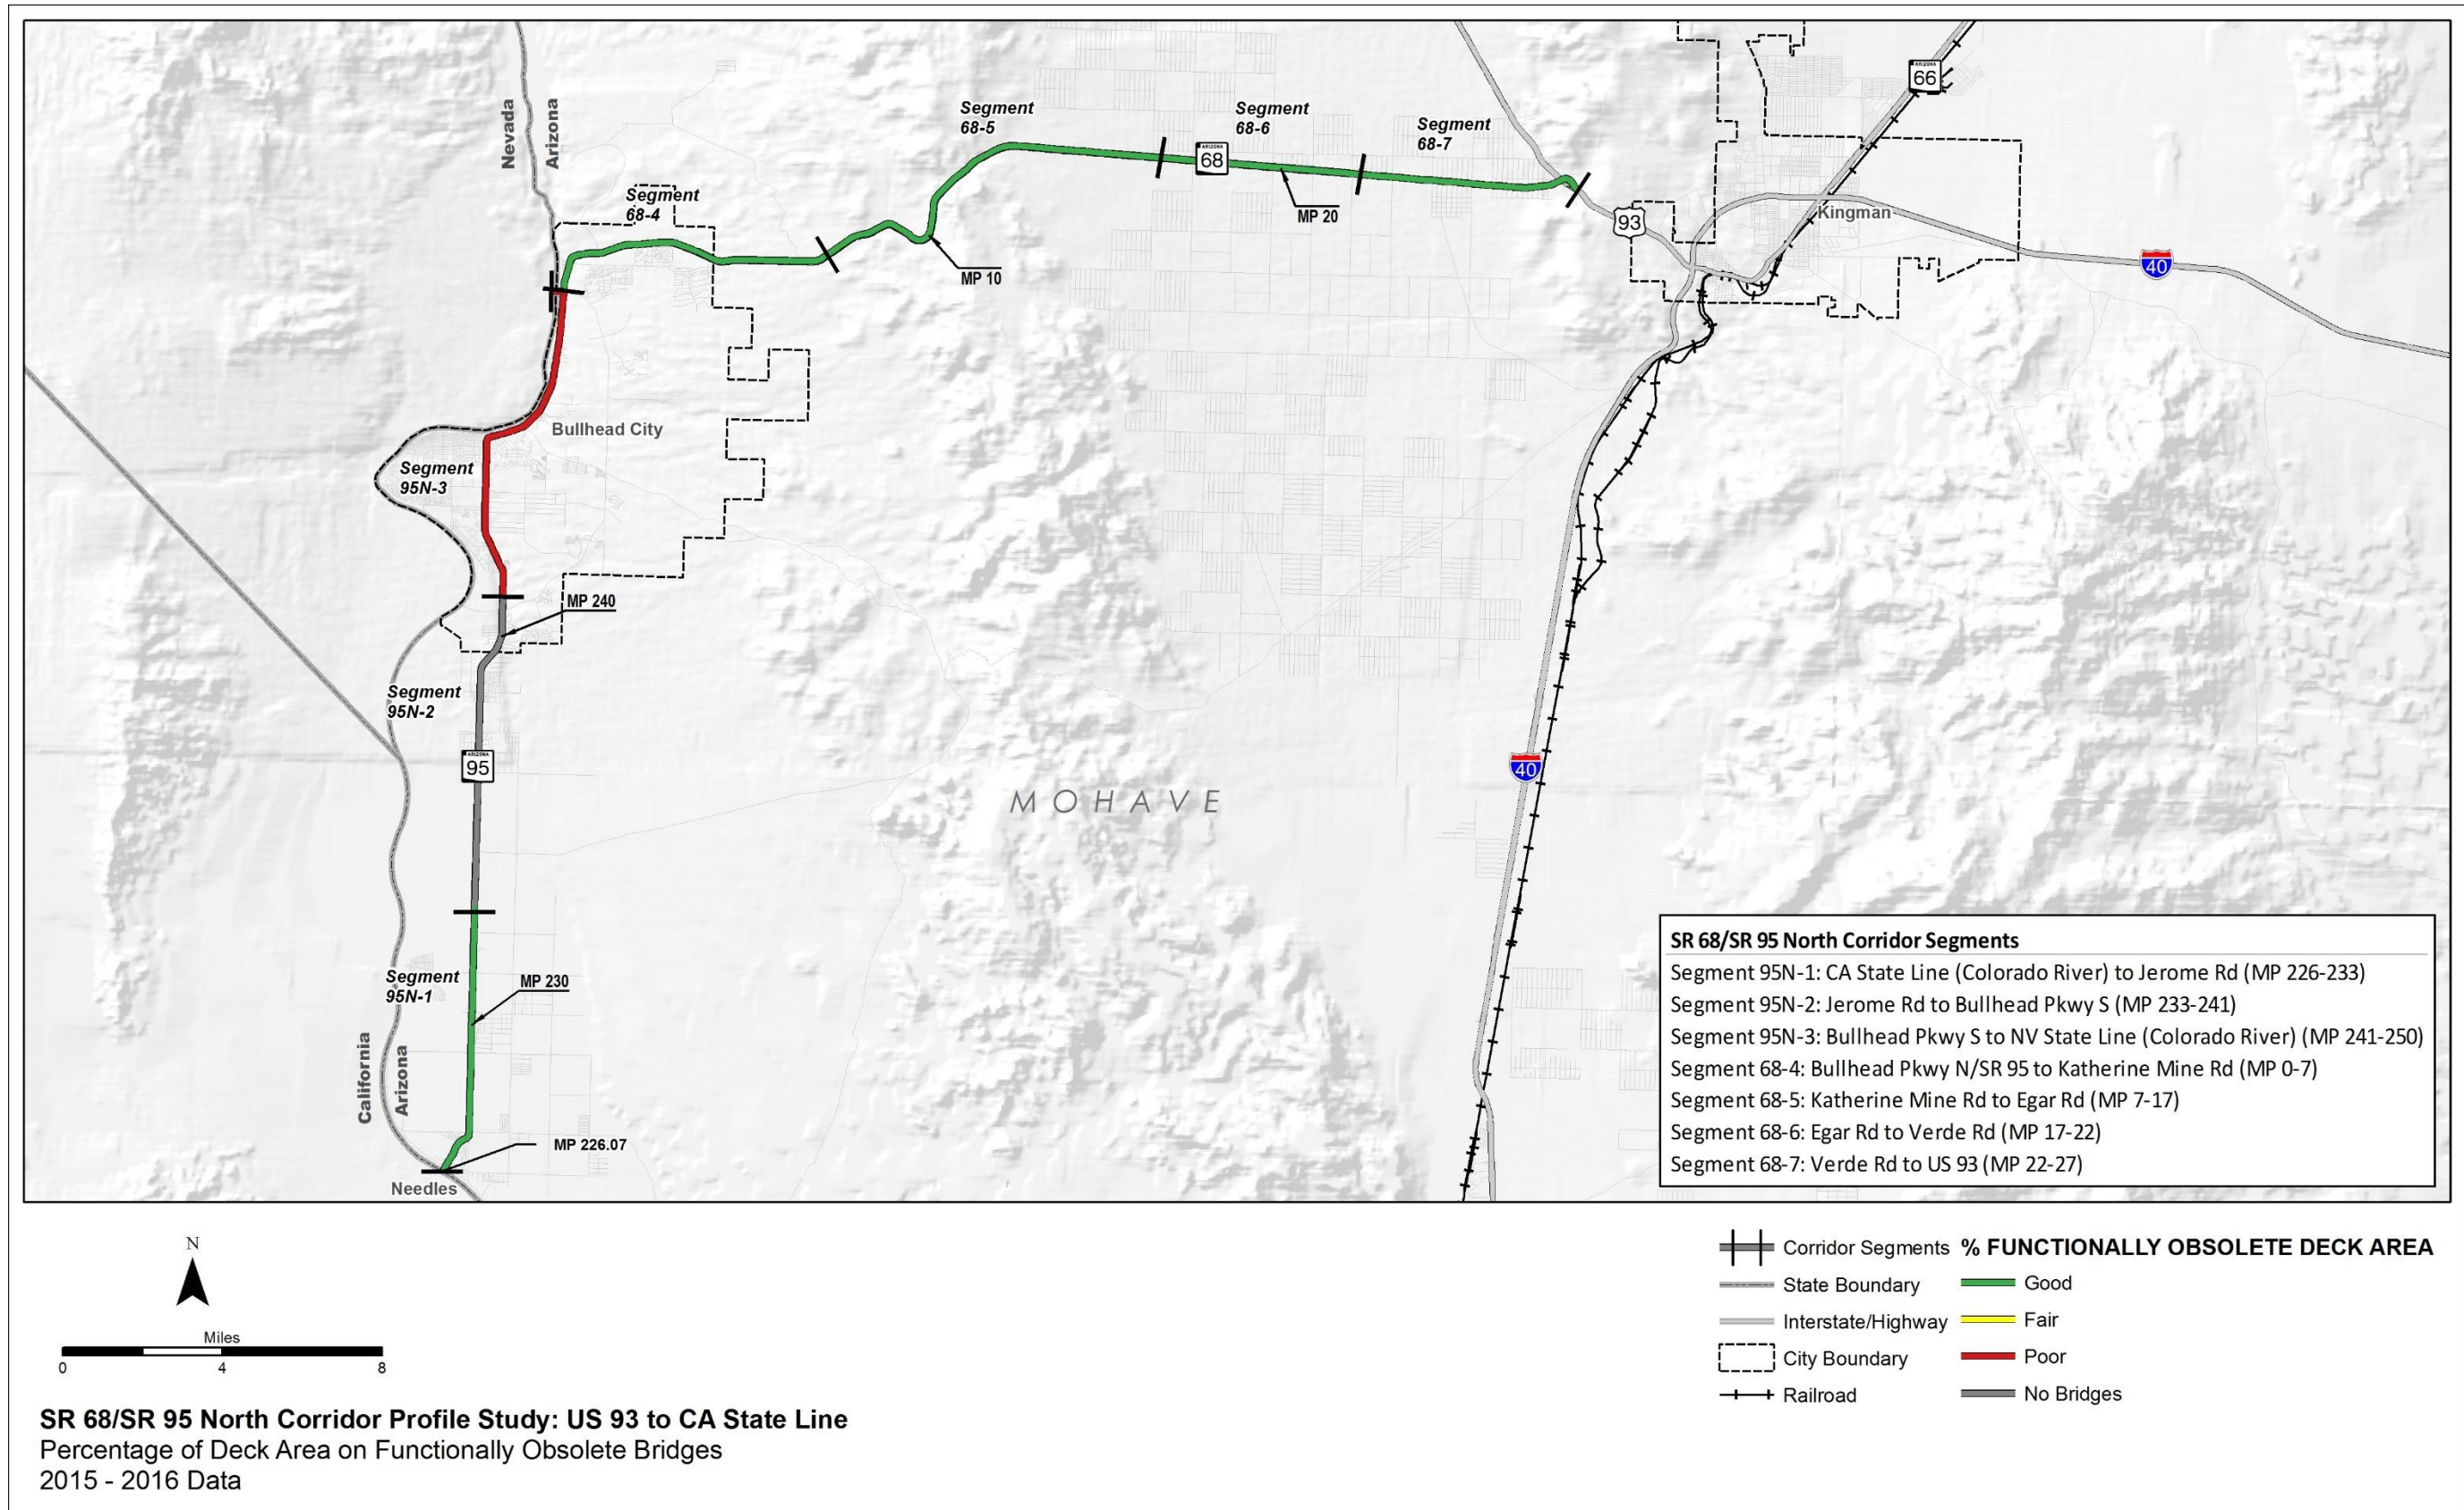 Nevada
Arizona
Segment
68-4
Segment
68-5
ARIZONA
68
Segment
68-6
Segment
68-7
MP 10
MP 20
ARIZONA
66
93
Kingman
40
Bullhead City
Segment
95N-3
MP 240
Segment
95N-2
ARIZONA
95
MOHAVE
40
Segment
95N-1
MP 230
California
Arizona
MP 226.07
Needles
SR 68/SR 95 North Corridor Segments
Segment 95N-1: CA State Line (Colorado River) to Jerome Rd (MP 226-233)
Segment 95N-2: Jerome Rd to Bullhead Pkwy S (MP 233-241)
Segment 95N-3: Bullhead Pkwy S to NV State Line (Colorado River) (MP 241-250)
Segment 68-4: Bullhead Pkwy N/SR 95 to Katherine Mine Rd (MP 0-7)
Segment 68-5: Katherine Mine Rd to Egar Rd (MP 7-17)
Segment 68-6: Egar Rd to Verde Rd (MP 17-22)
Segment 68-7: Verde Rd to US 93 (MP 22-27)
N
Miles
0 4 8
SR 68/SR 95 North Corridor Profile Study: US 93 to CA State Line
Percentage of Deck Area on Functionally Obsolete Bridges
2015 - 2016 Data
Corridor Segments
State Boundary
Interstate/Highway
City Boundary
Railroad
% FUNCTIONALLY OBSOLETE DECK AREA
Good
Fair
Poor
No Bridges